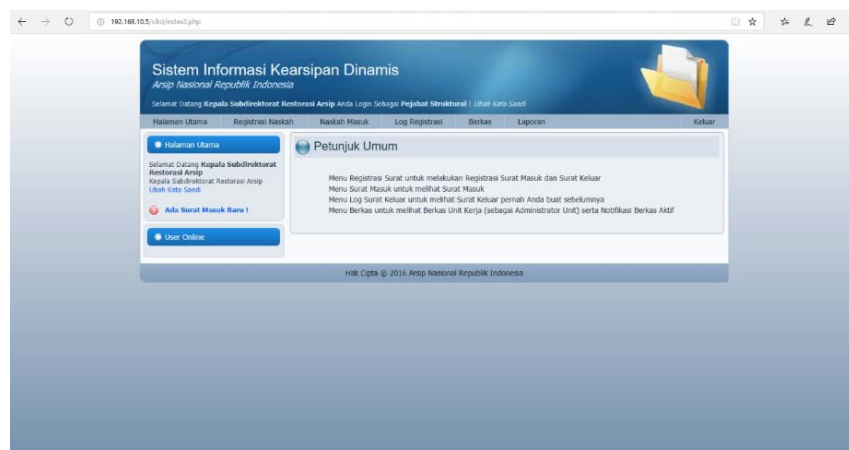 192.168.10.5/sikd/index2.php
Sistem Informasi Kearsipan Dinamis
Arsip Nasional Republik Indonesia
Selamat Datang Kepala Subdirektorat Restorasi Arsip Anda Login Sebagai Pejabat Struktural | Ubah Kata Sandi
Halaman Utama Registrasi Naskah Naskah Masuk Log Registrasi Berkas Laporan Keluar
Halaman Utama
Selamat Datang Kepala Subdirektorat
Restorasi Arsip
Kepala Subdirektorat Restorasi Arsip
Ubah Kata Sandi
Ada Surat Masuk Baru !
User Online
Petunjuk Umum
Menu Registrasi Surat untuk melakukan Registrasi Surat Masuk dan Surat Keluar
Menu Surat Masuk untuk melihat Surat Masuk
Menu Log Surat Keluar untuk melihat Surat Keluar pernah Anda buat sebelumnya
Menu Berkas untuk melihat Berkas Unit Kerja (sebagai Administrator Unit) serta Notifikasi Berkas Aktif
Hak Cipta © 2016 Arsip Nasional Republik Indonesia